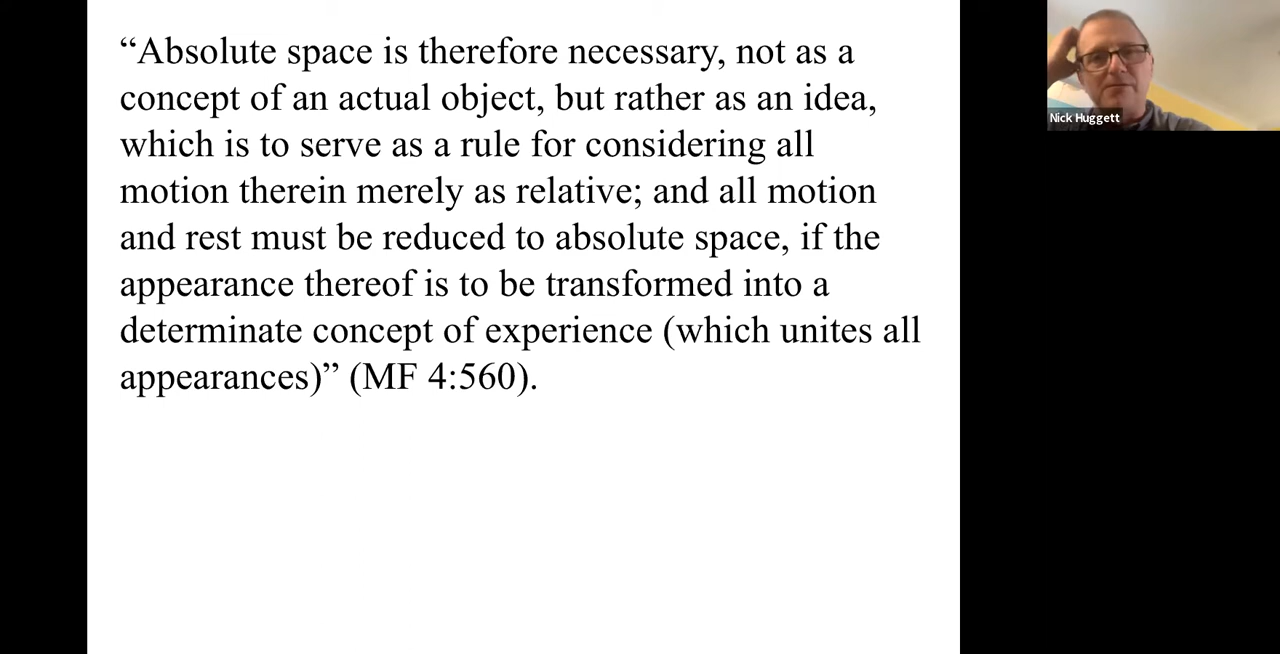 “Absolute space is therefore necessary, not as a
concept of an actual object, but rather as an idea,
which is to serve as a rule for considering all
motion therein merely as relative; and all motion
and rest must be reduced to absolute space, if the
appearance thereof is to be transformed into a
determinate concept of experience (which unites all
appearances)” (MF 4:560).
Nick Huggett